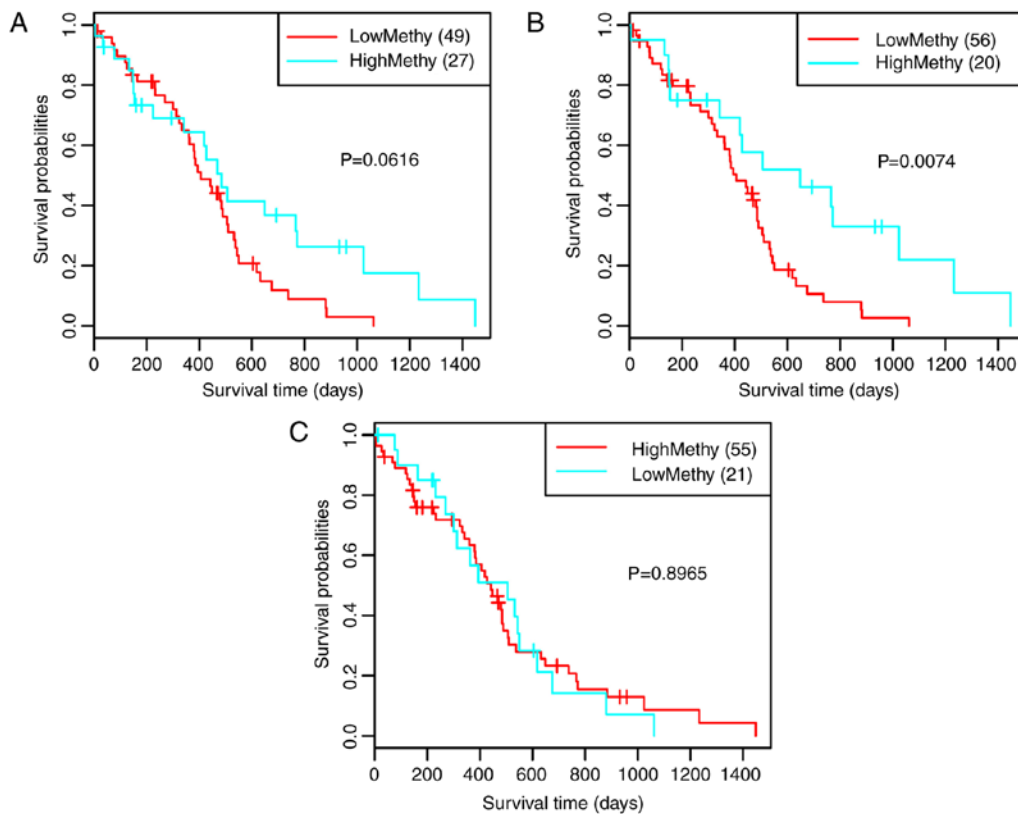 A
LowMethy (49)
HighMethy (27)
P=0.0616
Survival probabilities
0.0 0.2 0.4 0.6 0.8 1.0
0 200 400 600 800 1000 1200 1400
Survival time (days)
B
LowMethy (56)
HighMethy (20)
P=0.0074
Survival probabilities
0.0 0.2 0.4 0.6 0.8 1.0
0 200 400 600 800 1000 1200 1400
Survival time (days)
C
HighMethy (55)
LowMethy (21)
P=0.8965
Survival probabilities
0.0 0.2 0.4 0.6 0.8 1.0
0 200 400 600 800 1000 1200 1400
Survival time (days)